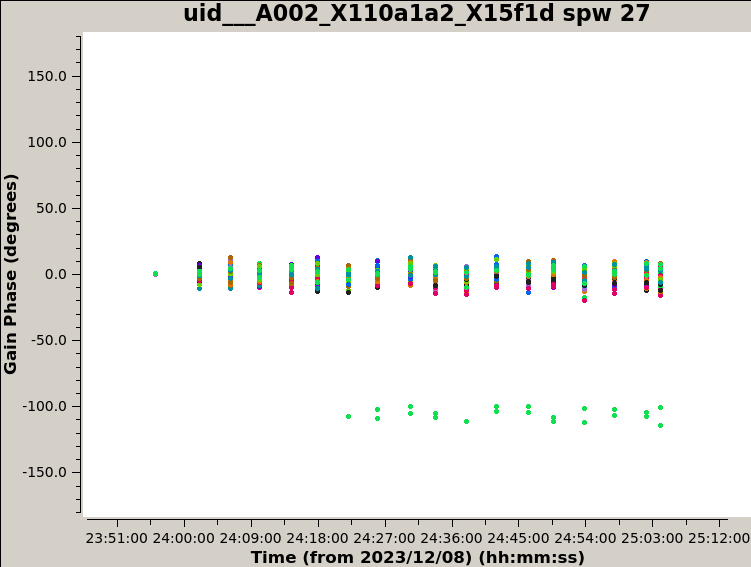 uid___A002_X110a1a2_X15f1d spw 27
150.0
100.0
50.0
0.0
-50.0
-100.0
-150.0
Gain Phase (degrees)
23:51:00 24:00:00 24:09:00 24:18:00 24:27:00 24:36:00 24:45:00 24:54:00 25:03:00 25:12:00
Time (from 2023/12/08) (hh:mm:ss)